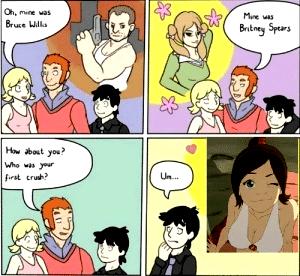 Oh, mine was
Bruce Willis
Mine was
Britney Spears
How about you?
Who was your
first crush?
Um...